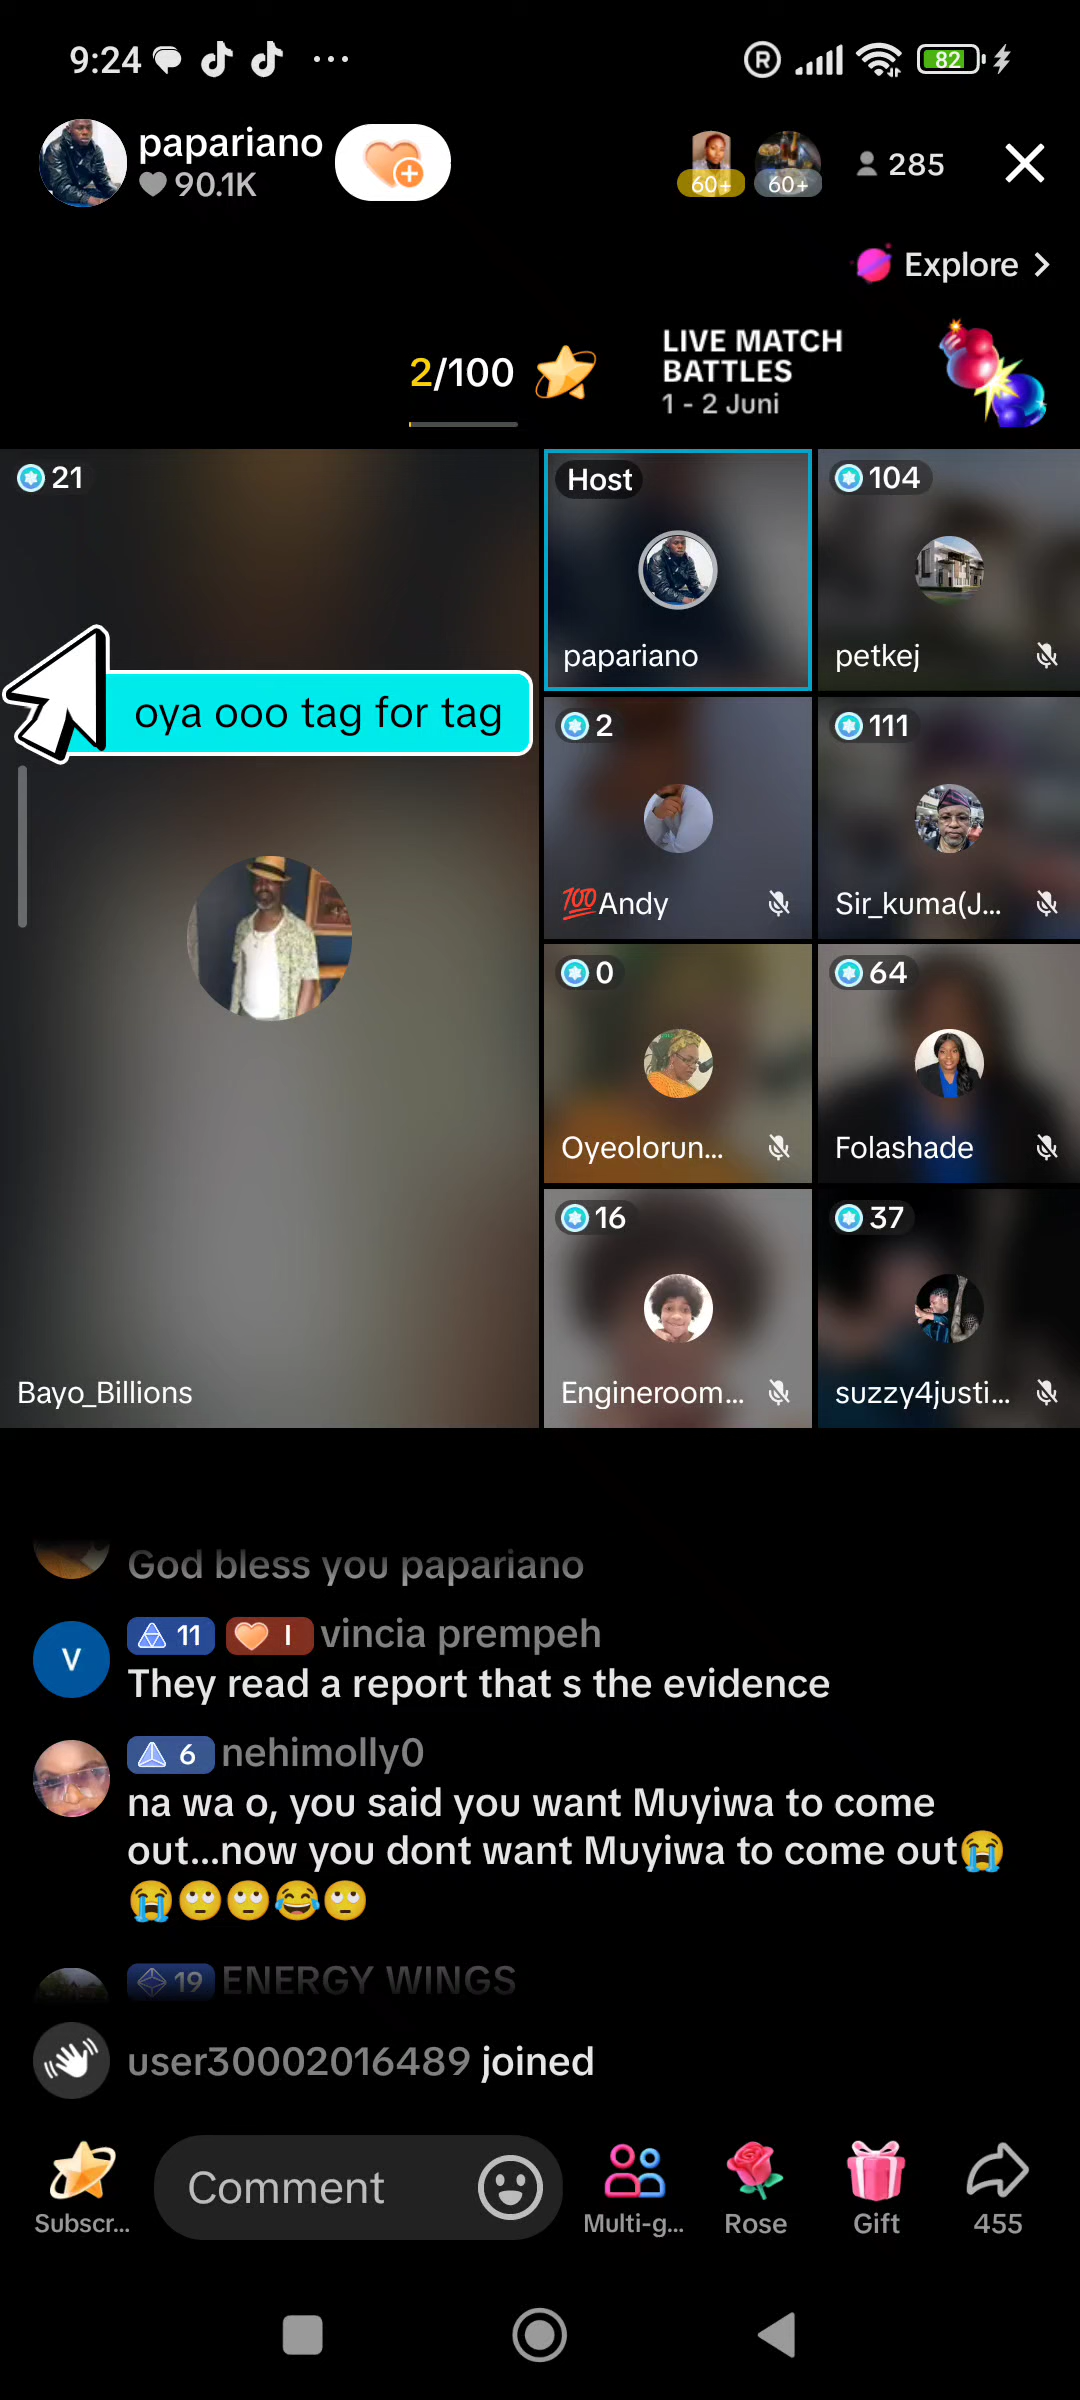 9:24
R
82
papariano
90.1K
60+
60+
285
Explore
2/100
LIVE MATCH
BATTLES
1 - 2 Juni
21
Host
104
oya ooo tag for tag
papariano
petkej
2
111
💯Andy
Sir_kuma(J...
0
64
Oyeolorun...
Folashade
16
37
Bayo_Billions
Engineroom...
suzzy4justi...
God bless you papariano
V
11 I vincia prempeh
They read a report that s the evidence
6 nehimolly0
na wa o, you said you want Muyiwa to come
out...now you dont want Muyiwa to come out😭
😭🙄🙄😂🙄
19 ENERGY WINGS
user30002016489 joined
Comment
Subscr...
Multi-g...
Rose
Gift
455